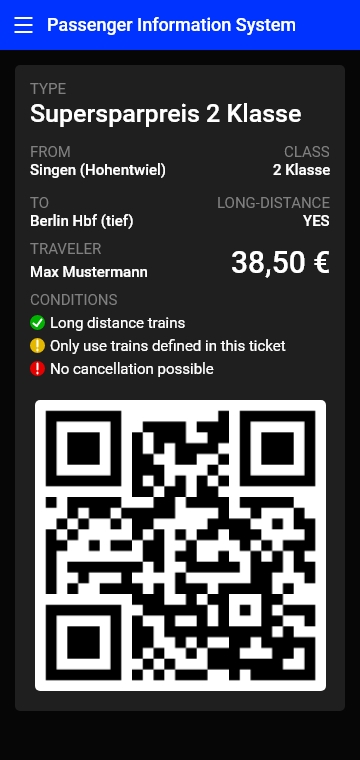 Passenger Information System
TYPE
Supersparpreis 2 Klasse
FROM
CLASS
Singen (Hohentwiel)
2 Klasse
TO
LONG-DISTANCE
Berlin Hbf (tief)
YES
TRAVELER
38,50 €
Max Mustermann
CONDITIONS
Long distance trains
Only use trains defined in this ticket
No cancellation possible